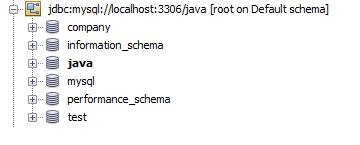 jdbc:mysql://localhost:3306/java [root on Default schema]
company
information_schema
java
mysql
performance_schema
test